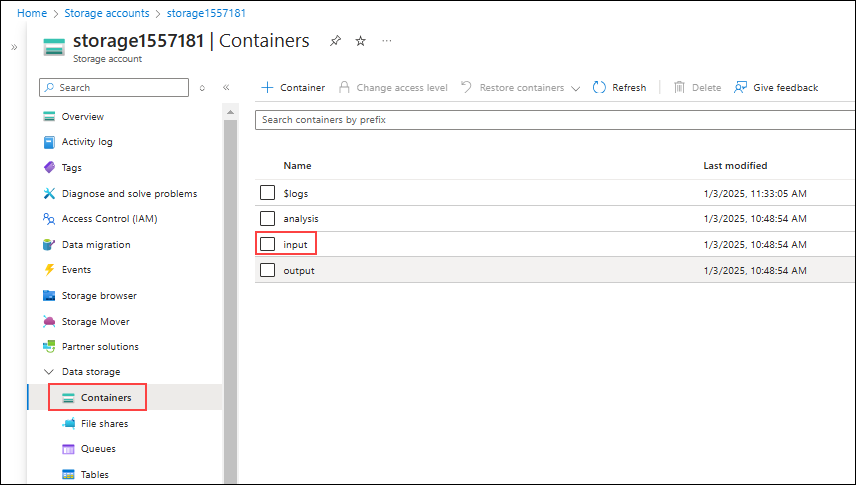 Home > Storage accounts > storage1557181
storage1557181 | Containers
Storage account
Search
Container
Change access level
Restore containers
Refresh
Delete
Give feedback
Search containers by prefix
Overview
Activity log
Tags
Diagnose and solve problems
Access Control (IAM)
Data migration
Events
Storage browser
Storage Mover
Partner solutions
Data storage
Containers
File shares
Queues
Tables
Name Last modified
$logs 1/3/2025, 11:33:05 AM
analysis 1/3/2025, 10:48:54 AM
input 1/3/2025, 10:48:54 AM
output 1/3/2025, 10:48:54 AM